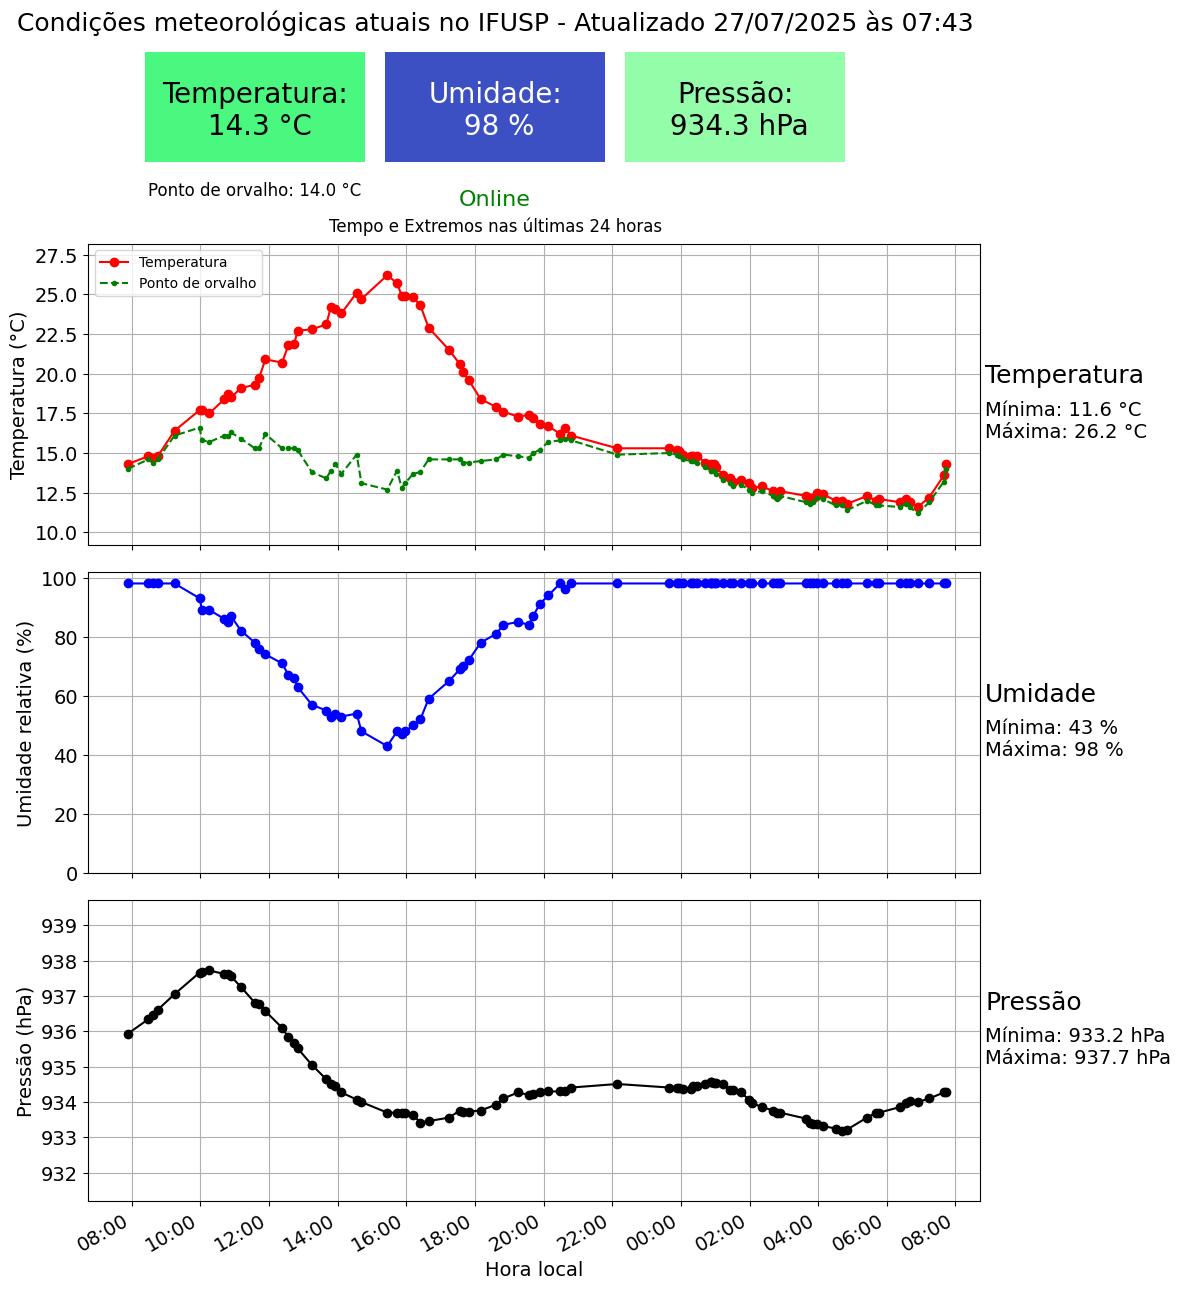 Condições meteorológicas atuais no IFUSP - Atualizado 27/07/2025 às 07:43
Temperatura:
14.3 °C
Umidade:
98 %
Pressão:
934.3 hPa
Ponto de orvalho: 14.0 °C
Online
Tempo e Extremos nas últimas 24 horas
Temperatura (°C)
27.5
25.0
22.5
20.0
17.5
15.0
12.5
10.0
Temperatura
Ponto de orvalho
Temperatura
Mínima: 11.6 °C
Máxima: 26.2 °C
Umidade relativa (%)
100
80
60
40
20
0
Umidade
Mínima: 43 %
Máxima: 98 %
Pressão (hPa)
939
938
937
936
935
934
933
932
Pressão
Mínima: 933.2 hPa
Máxima: 937.7 hPa
08:00
10:00
12:00
14:00
16:00
18:00
20:00
22:00
00:00
02:00
04:00
06:00
08:00
Hora local